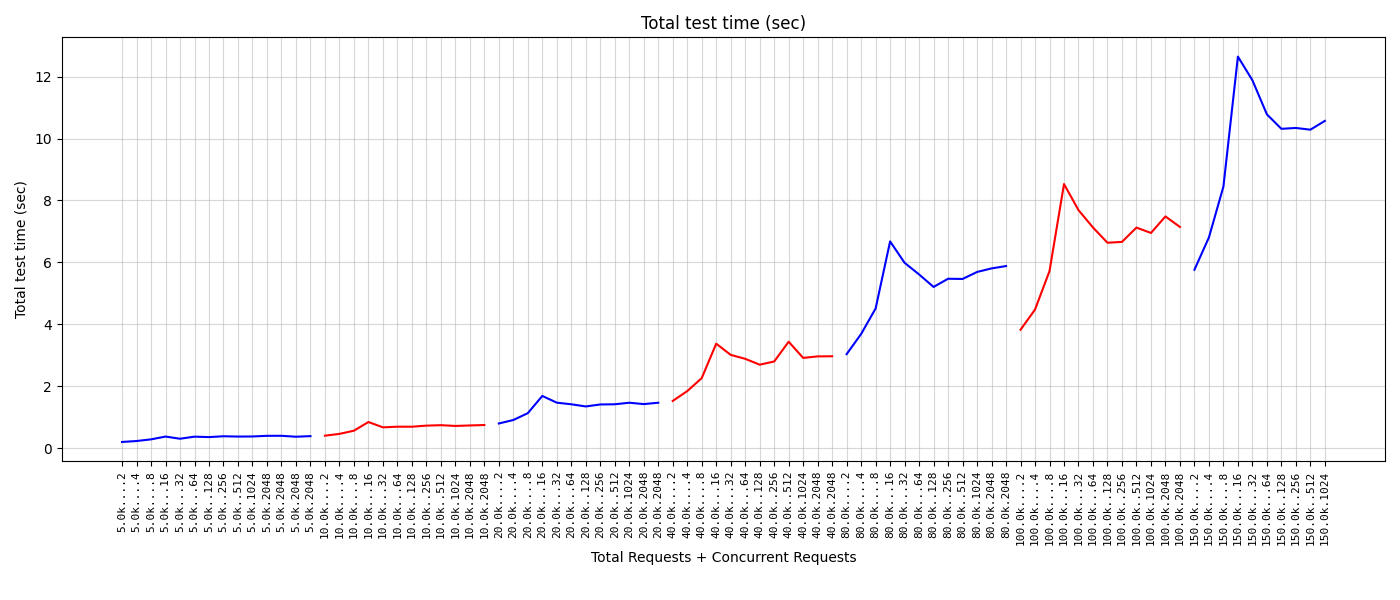 Total test time (sec)
Total test time (sec)
12
10
8
6
4
2
0
5.0k....2
5.0k....4
5.0k....8
5.0k...16
5.0k...32
5.0k...64
5.0k..128
5.0k..256
5.0k..512
5.0k.1024
5.0k.2048
5.0k.2048
5.0k.2048
5.0k.2048
10.0k....2
10.0k....4
10.0k....8
10.0k...16
10.0k...32
10.0k...64
10.0k..128
10.0k..256
10.0k..512
10.0k.1024
10.0k.2048
10.0k.2048
20.0k....2
20.0k....4
20.0k....8
20.0k...16
20.0k...32
20.0k...64
20.0k..128
20.0k..256
20.0k..512
20.0k.1024
20.0k.2048
20.0k.2048
40.0k....2
40.0k....4
40.0k....8
40.0k...16
40.0k...32
40.0k...64
40.0k..128
40.0k..256
40.0k..512
40.0k.1024
40.0k.2048
40.0k.2048
80.0k....2
80.0k....4
80.0k....8
80.0k...16
80.0k...32
80.0k...64
80.0k..128
80.0k..256
80.0k..512
80.0k.1024
80.0k.2048
80.0k.2048
100.0k....2
100.0k....4
100.0k....8
100.0k...16
100.0k...32
100.0k...64
100.0k..128
100.0k..256
100.0k..512
100.0k.1024
100.0k.2048
100.0k.2048
150.0k....2
150.0k....4
150.0k....8
150.0k...16
150.0k...32
150.0k...64
150.0k..128
150.0k..256
150.0k..512
150.0k.1024
Total Requests + Concurrent Requests